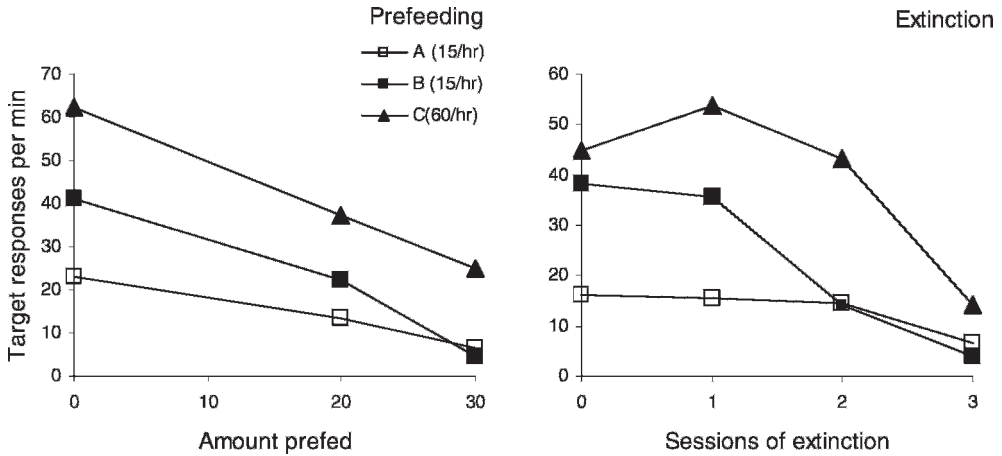 Prefeeding
A (15/hr)
B (15/hr)
C(60/hr)
Target responses per min
70
60
50
40
30
20
10
0
0 10 20 30
Amount prefed
Extinction
60
50
40
30
20
10
0
0 1 2 3
Sessions of extinction